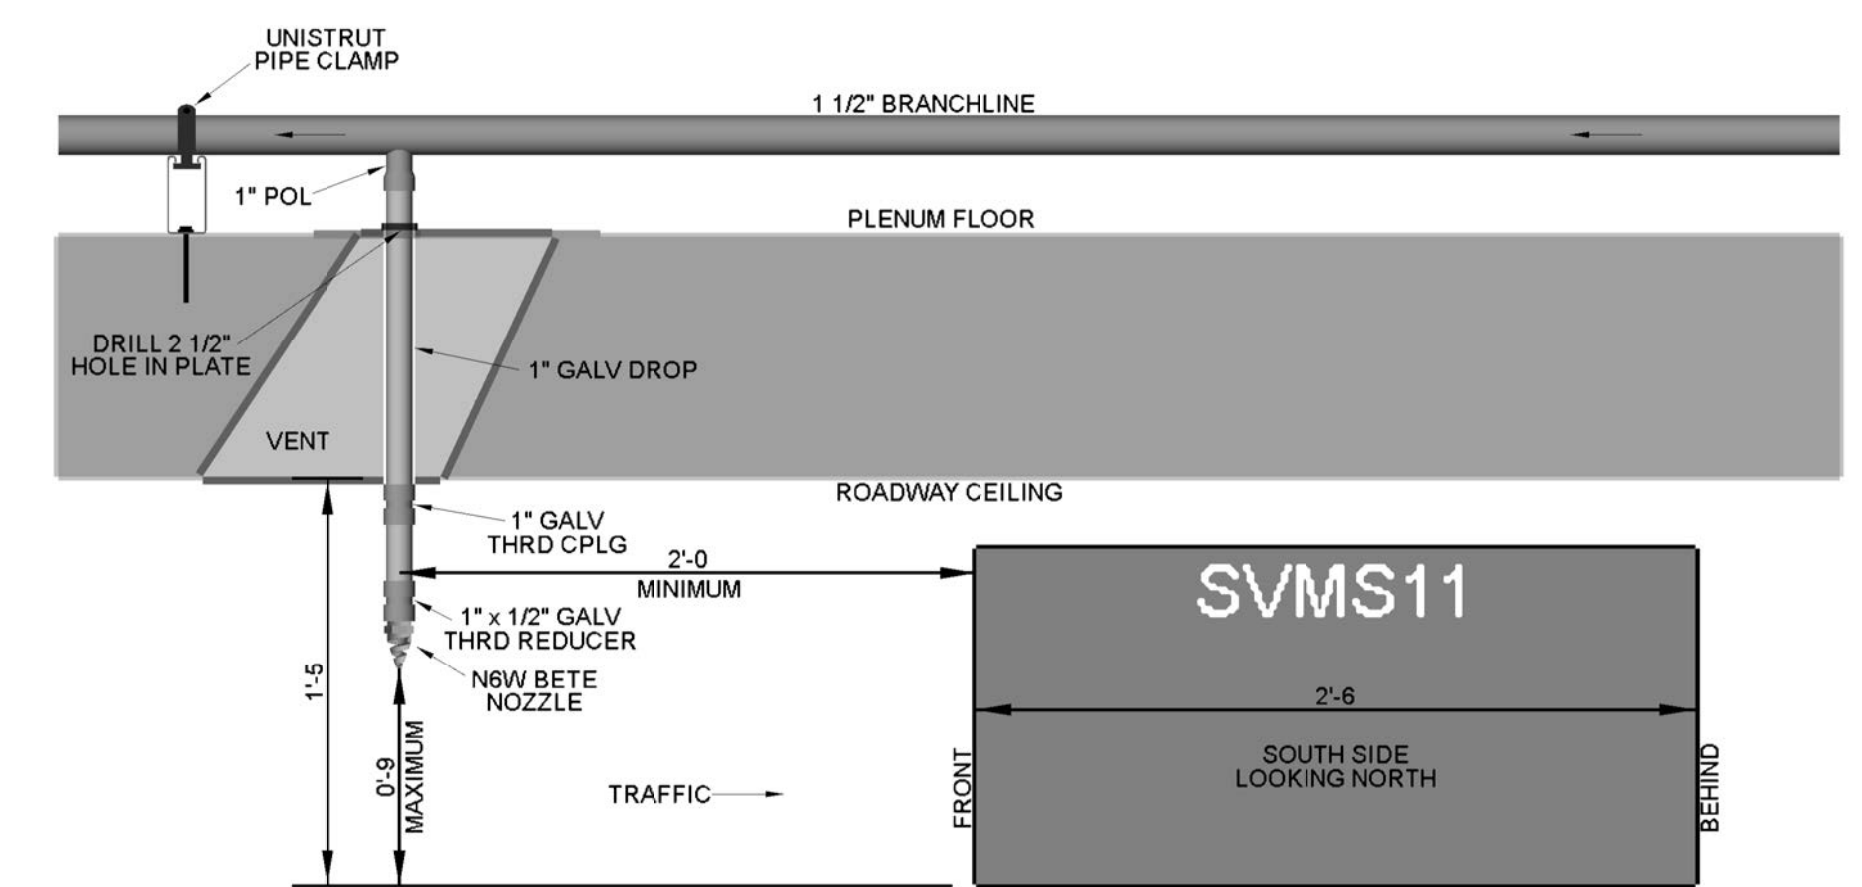 UNISTRUT
PIPE CLAMP
1 1/2" BRANCHLINE
1" POL
PLENUM FLOOR
DRILL 2 1/2"
HOLE IN PLATE
1" GALV DROP
VENT
ROADWAY CEILING
1" GALV
THRD CPLG
2'-0
MINIMUM
SVMS11
1" x 1/2" GALV
THRD REDUCER
N6W BETE
NOZZLE
1'-5
2'-6
0'-9
MAXIMUM
TRAFFIC
FRONT
SOUTH SIDE
LOOKING NORTH
BEHIND